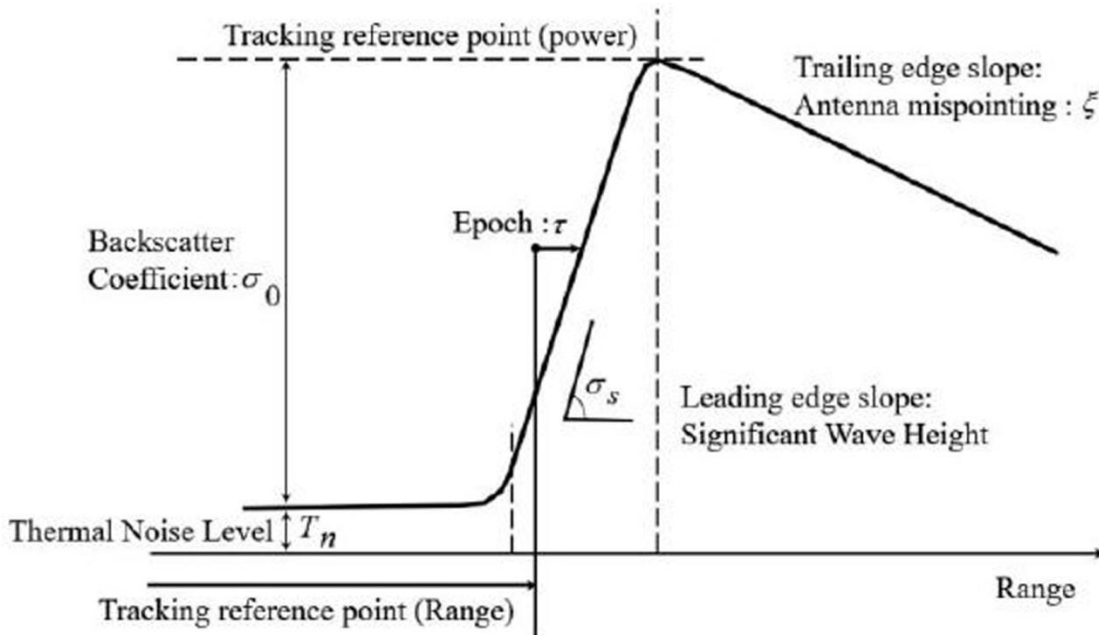 Tracking reference point (power)
Trailing edge slope:
Antenna mispointing : ξ
Epoch : τ
Backscatter
Coefficient: σ₀
σₛ
Leading edge slope:
Significant Wave Height
Thermal Noise Level Tₙ
Range
Tracking reference point (Range)